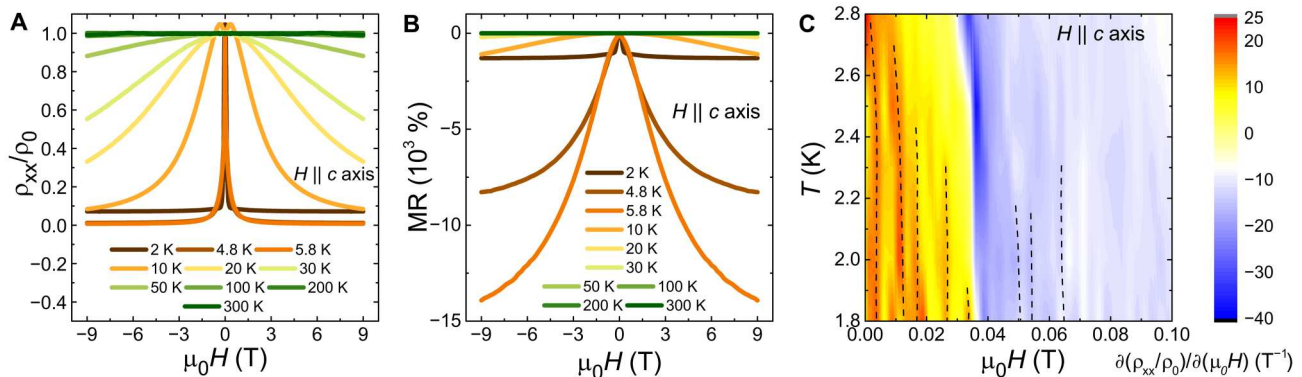 A
ρxx/ρ0
1.0
0.8
0.6
0.4
0.2
0.0
−0.2
−0.4
H || c axis
2 K 4.8 K 5.8 K
10 K 20 K 30 K
50 K 100 K 200 K
300 K
−9 −6 −3 0 3 6 9
μ0H (T)
B
MR (10³ %)
0
−5
−10
−15
H || c axis
2 K
4.8 K
5.8 K
10 K
20 K
30 K
50 K 100 K
200 K 300 K
−9 −6 −3 0 3 6 9
μ0H (T)
C
T (K)
2.8
2.6
2.4
2.2
2.0
1.8
H || c axis
0.00 0.02 0.04 0.06 0.08 0.10
μ0H (T)
25
20
10
0
−10
−20
−30
−40
∂(ρxx/ρ0)/∂(μ0H) (T⁻¹)